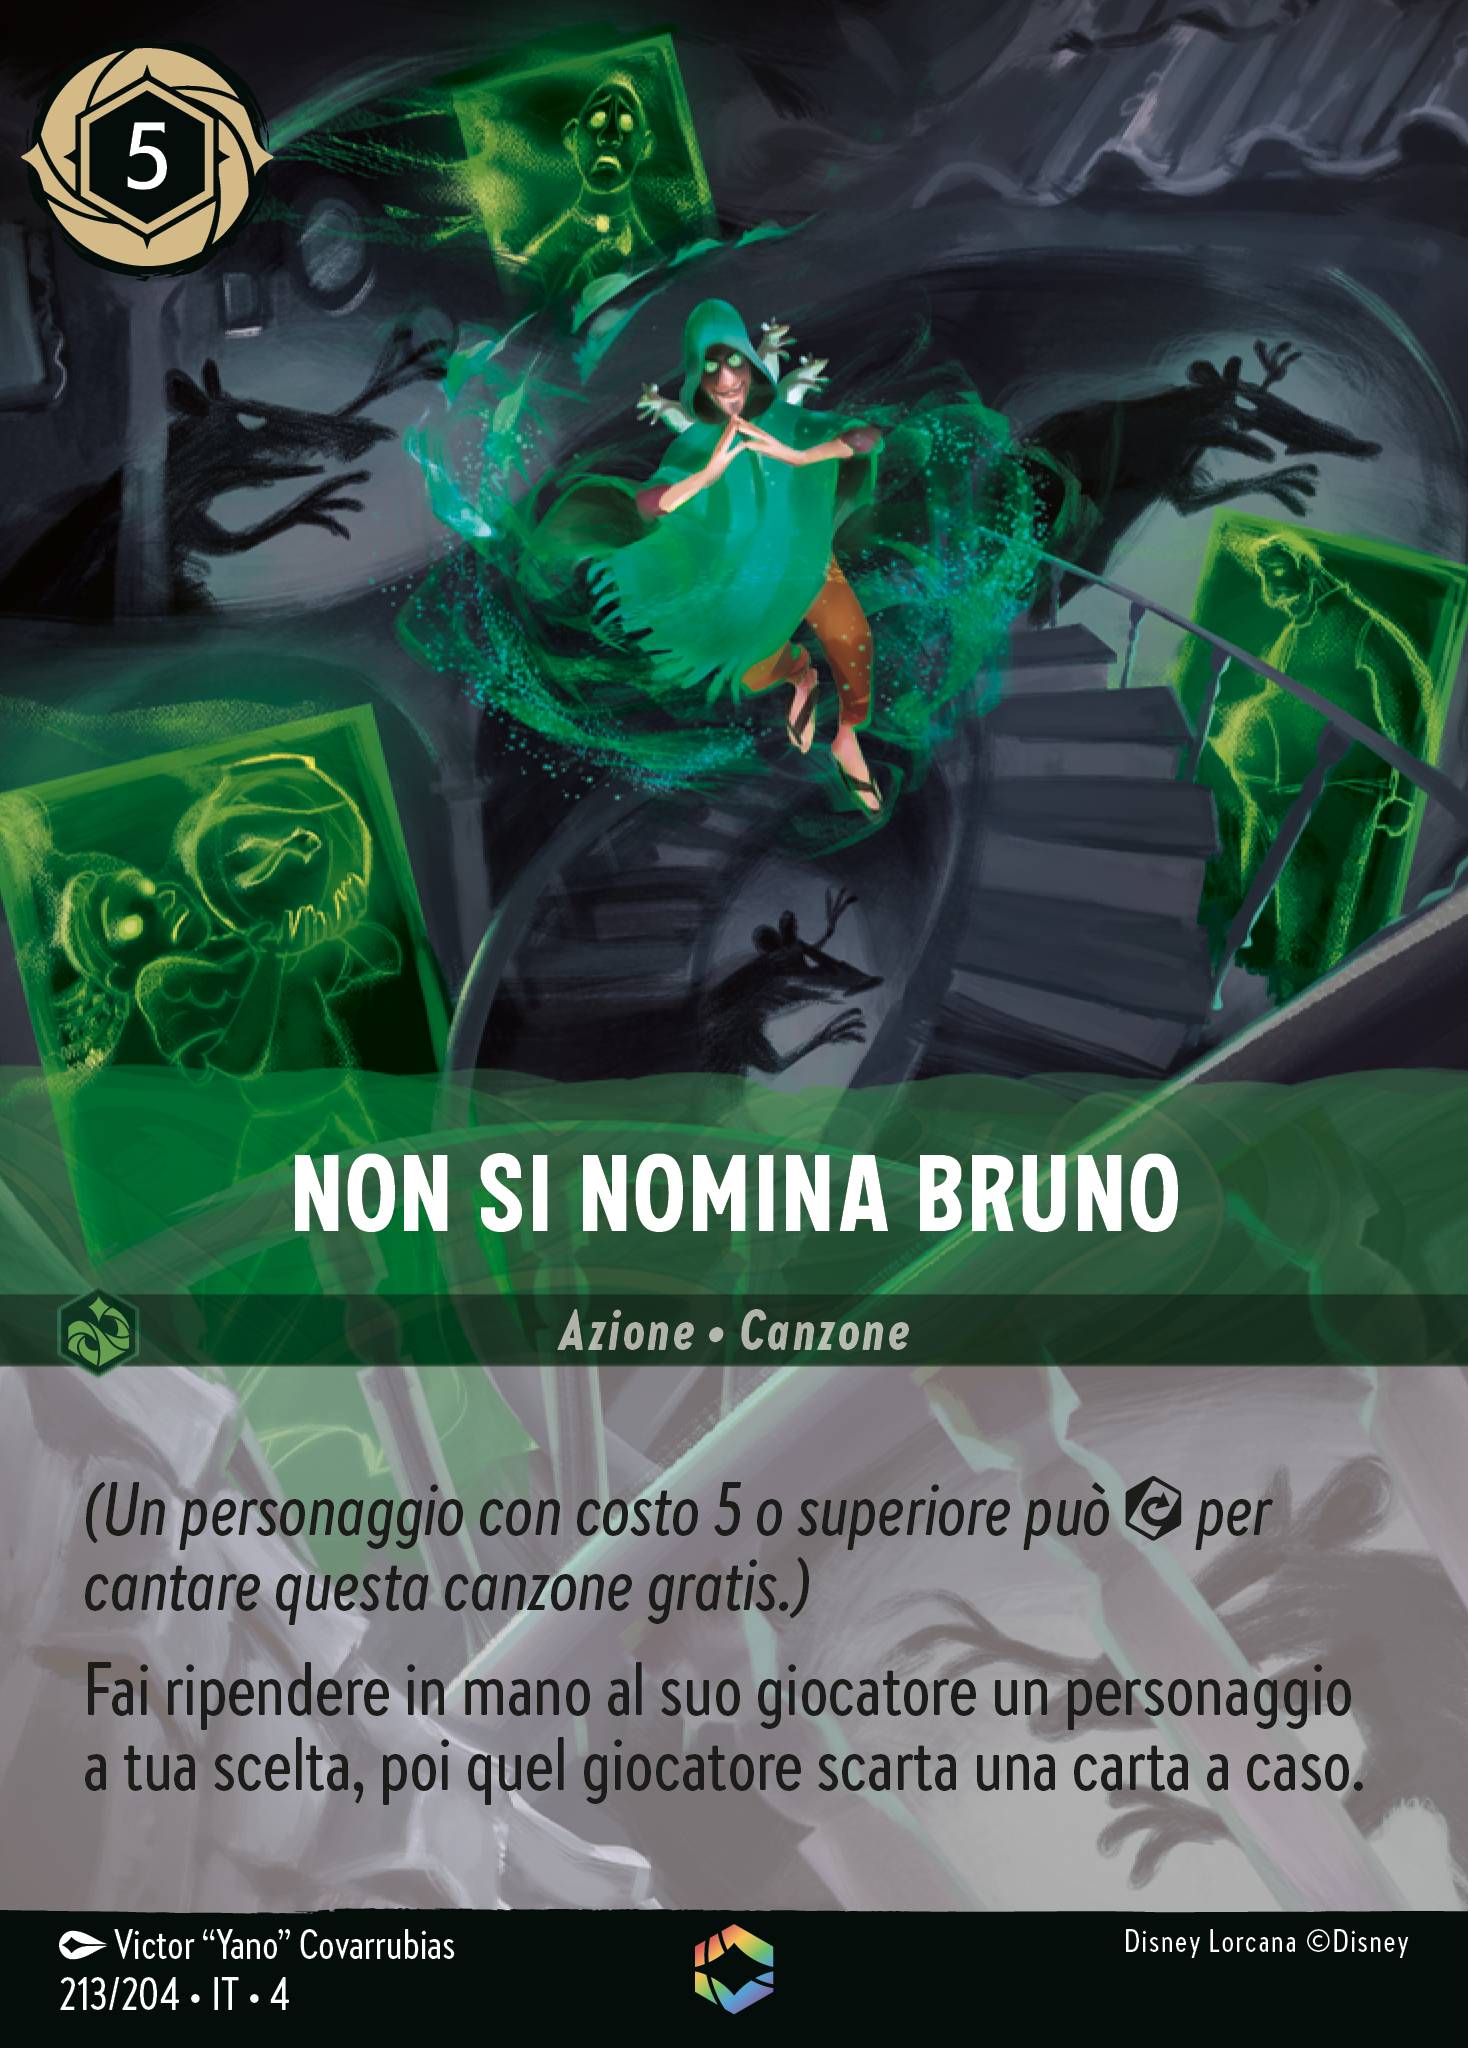 5
NON SI NOMINA BRUNO
Azione • Canzone
(Un personaggio con costo 5 o superiore può per
cantare questa canzone gratis.)
Fai ripendere in mano al suo giocatore un personaggio
a tua scelta, poi quel giocatore scarta una carta a caso.
Victor “Yano” Covarrubias
Disney Lorcana ©Disney
213/204 • IT • 4